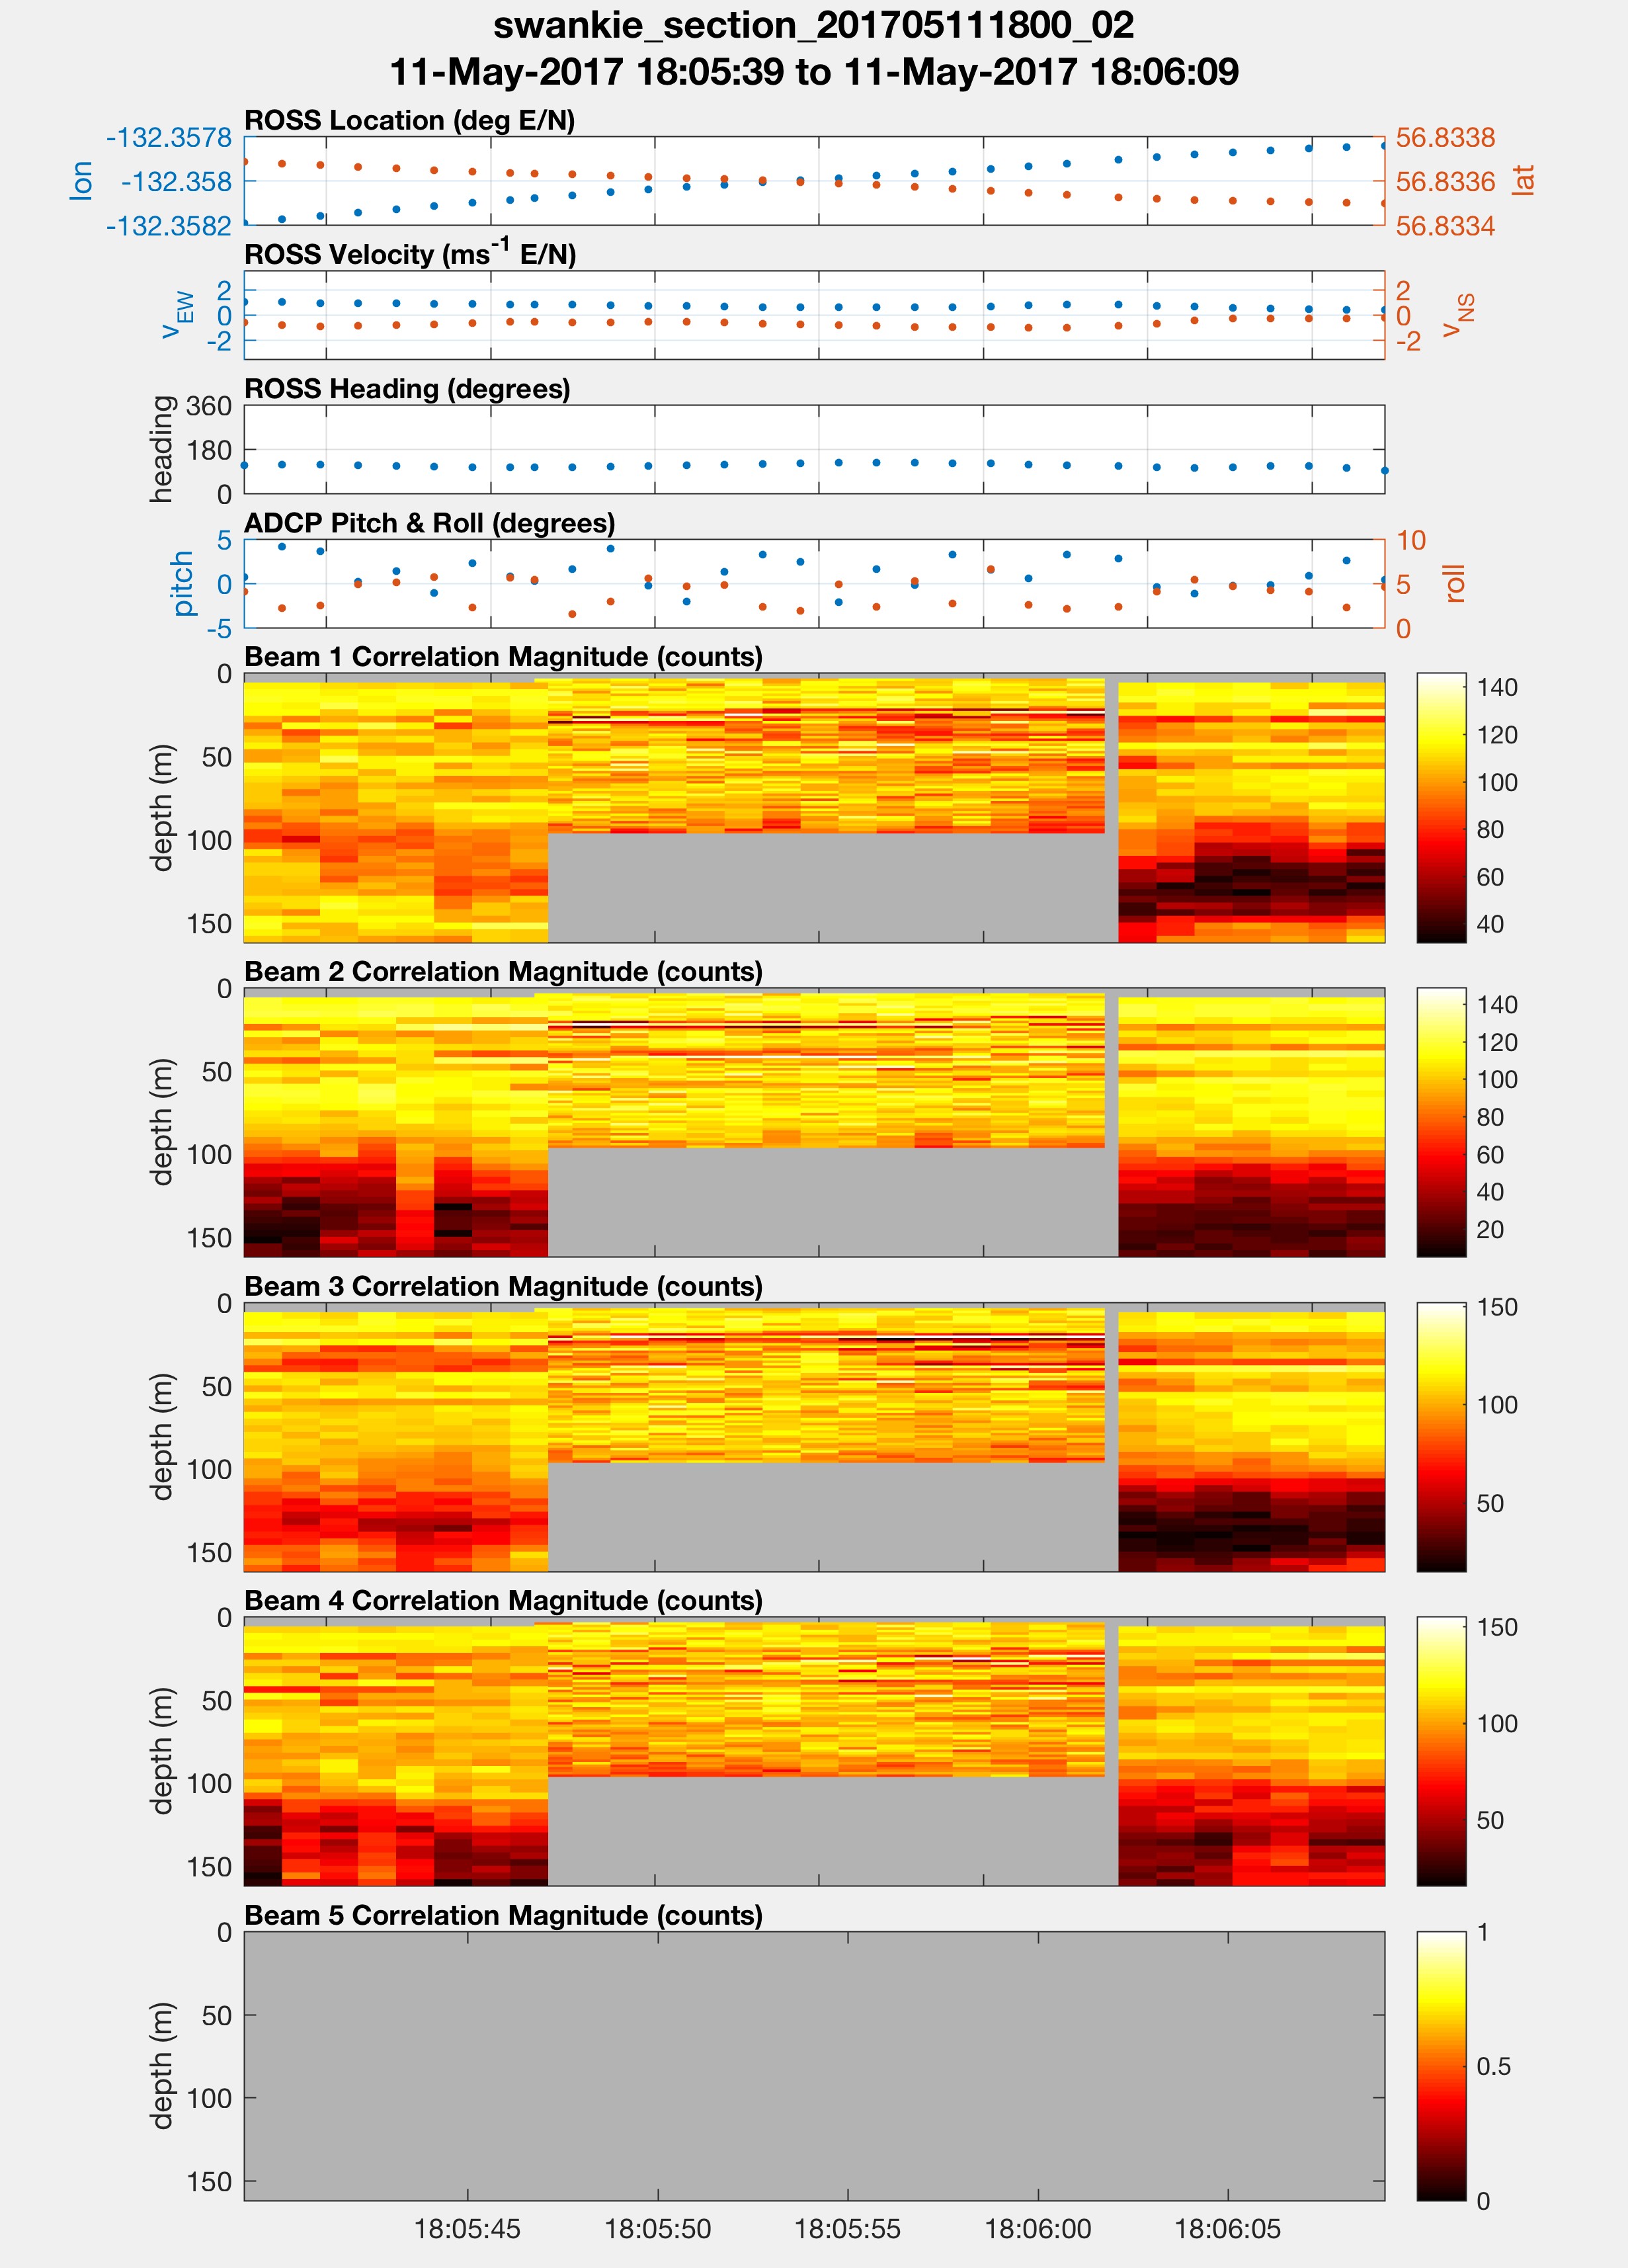 swankie_section_201705111800_02
11-May-2017 18:05:39 to 11-May-2017 18:06:09
ROSS Location (deg E/N)
-132.3578
-132.358
-132.3582
lon
56.8338
56.8336
56.8334
lat
ROSS Velocity (ms-1 E/N)
2
0
-2
vEW
2
0
-2
vNS
ROSS Heading (degrees)
360
180
0
heading
ADCP Pitch & Roll (degrees)
5
0
-5
pitch
10
5
0
roll
Beam 1 Correlation Magnitude (counts)
0
50
100
150
depth (m)
140
120
100
80
60
40
Beam 2 Correlation Magnitude (counts)
0
50
100
150
depth (m)
140
120
100
80
60
40
20
Beam 3 Correlation Magnitude (counts)
0
50
100
150
depth (m)
150
100
50
Beam 4 Correlation Magnitude (counts)
0
50
100
150
depth (m)
150
100
50
Beam 5 Correlation Magnitude (counts)
0
50
100
150
depth (m)
1
0.5
0
18:05:45 18:05:50 18:05:55 18:06:00 18:06:05